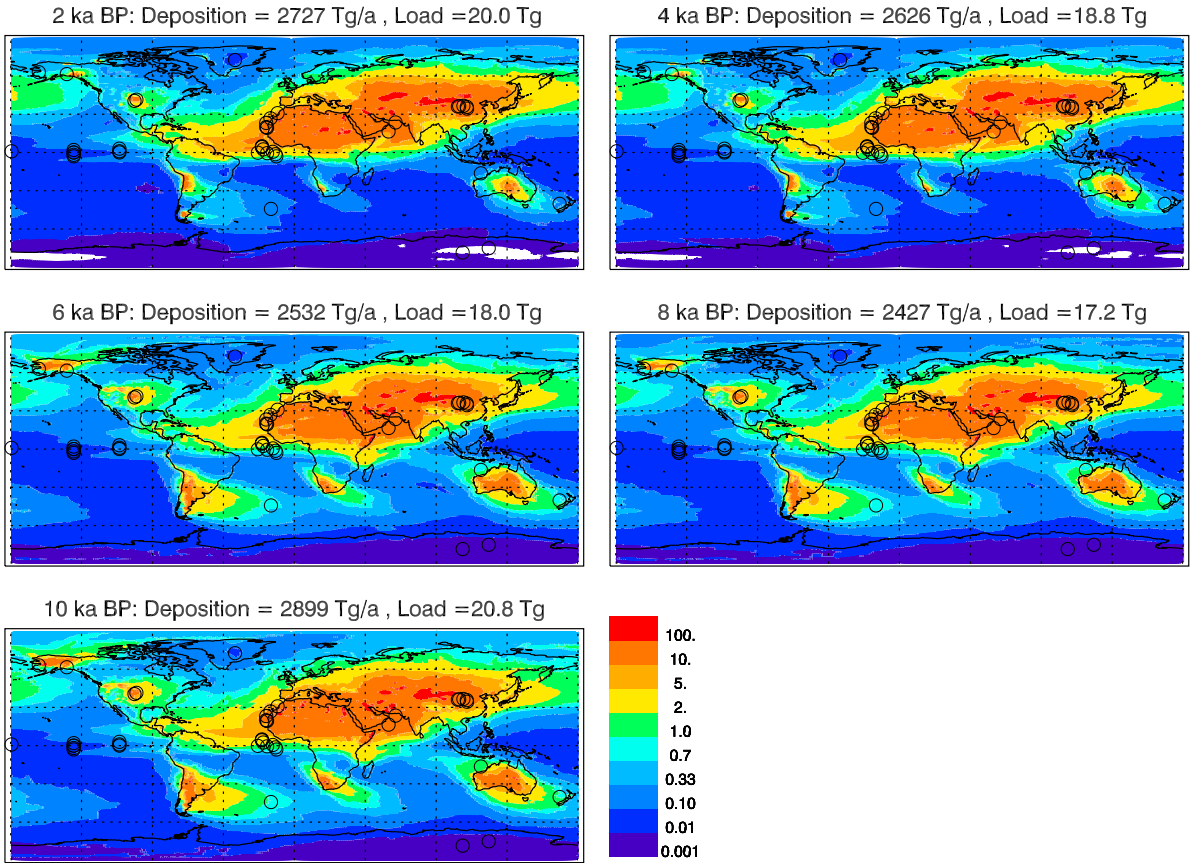 2 ka BP: Deposition = 2727 Tg/a , Load =20.0 Tg
4 ka BP: Deposition = 2626 Tg/a , Load =18.8 Tg
6 ka BP: Deposition = 2532 Tg/a , Load =18.0 Tg
8 ka BP: Deposition = 2427 Tg/a , Load =17.2 Tg
10 ka BP: Deposition = 2899 Tg/a , Load =20.8 Tg
100.
10.
5.
2.
1.0
0.7
0.33
0.10
0.01
0.001